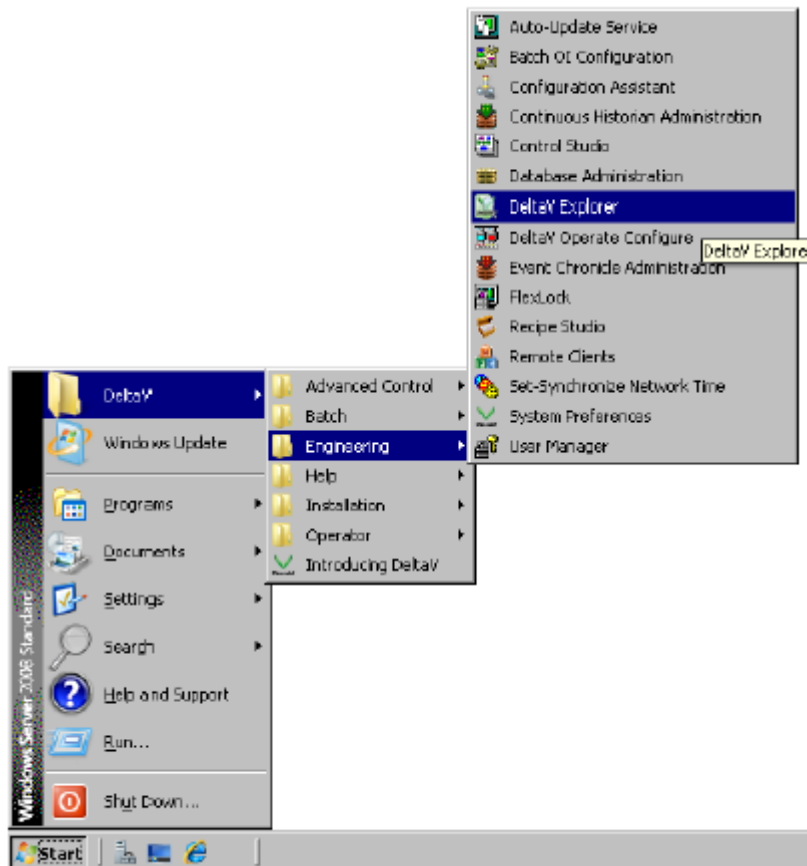 Auto-Update Service
Batch OI Configuration
Configuration Assistant
Continuous Historian Administration
Control Studio
Database Administration
DeltaV Explorer
DeltaV Operate Configure
DeltaV Explore
Event Chronicle Administration
FlexLock
Recipe Studio
Remote Clients
Set-Synchronize Network Time
System Preferences
User Manager
Advanced Control
Batch
Engineering
Help
Installation
Operator
Introducing DeltaV
DeltaV
Windows Update
Programs
Documents
Settings
Search
Help and Support
Run...
Shut Down...
Windows Server 2008 Standard
Start